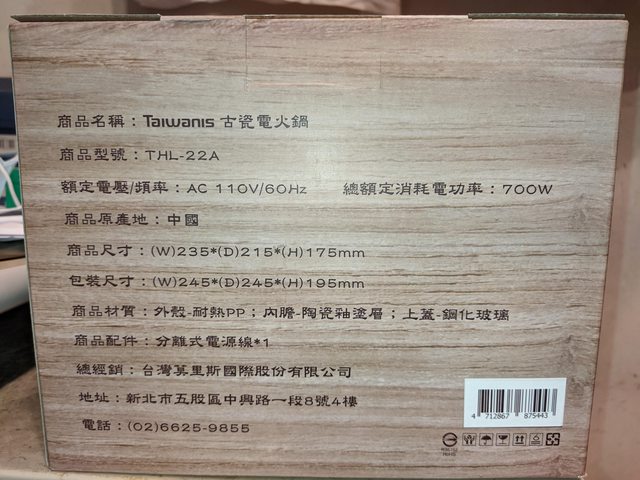 商品名稱：Taiwanis 古瓷電火鍋
商品型號：THL-22A
額定電壓/頻率：AC 110V/60Hz 總額定消耗電功率：700W
商品原產地：中國
商品尺寸：(W)235*(D)215*(H)175mm
包裝尺寸：(W)245*(D)245*(H)195mm
商品材質：外殼-耐熱PP；內膽-陶瓷釉塗層；上蓋-鋼化玻璃
商品配件：分離式電源線*1
總經銷：台灣莫里斯國際股份有限公司
地址：新北市五股區中興路一段8號4樓
電話：(02)6625-9855
4 712867 875443